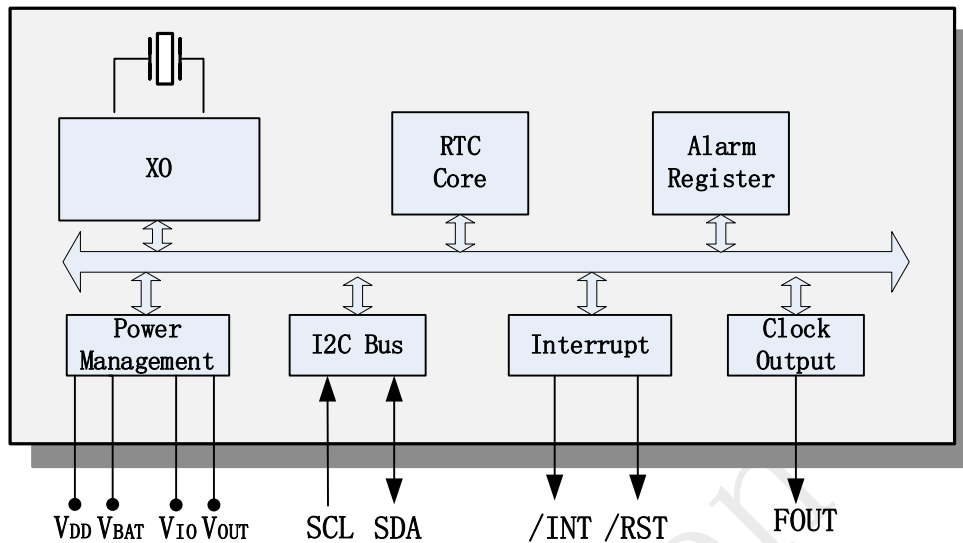 XO
RTC
Core
Alarm
Register
Power
Management
I2C Bus
Interrupt
Clock
Output
VDD VBAT VIO VOUT SCL SDA /INT /RST FOUT